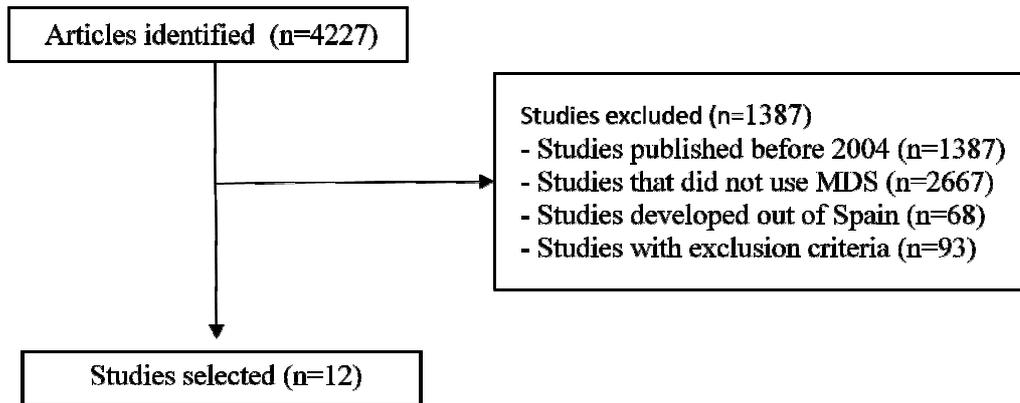 Articles identified (n=4227)
Studies excluded (n=1387)
- Studies published before 2004 (n=1387)
- Studies that did not use MDS (n=2667)
- Studies developed out of Spain (n=68)
- Studies with exclusion criteria (n=93)
Studies selected (n=12)